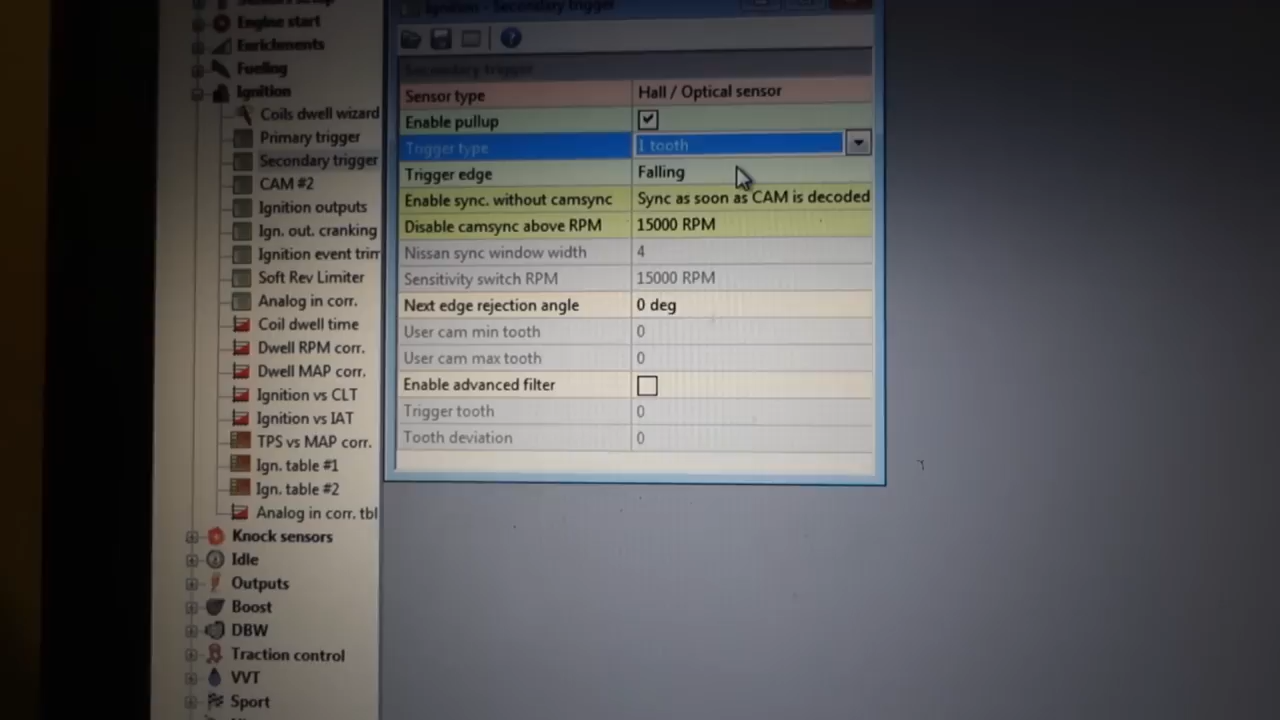 Ignition - Secondary trigger
Engine start
Enrichments
Fueling
Ignition
Coils dwell wizard
Primary trigger
Secondary trigger
CAM #2
Ignition outputs
Ign. out. cranking
Ignition event trim
Soft Rev Limiter
Analog in corr.
Coil dwell time
Dwell RPM corr.
Dwell MAP corr.
Ignition vs CLT
Ignition vs IAT
TPS vs MAP corr.
Ign. table #1
Ign. table #2
Analog in corr. tbl
Knock sensors
Idle
Outputs
Boost
DBW
Traction control
VVT
Sport
Secondary trigger
Sensor type Hall / Optical sensor
Enable pullup
Trigger type 1 tooth
Trigger edge Falling
Enable sync. without camsync Sync as soon as CAM is decoded
Disable camsync above RPM 15000 RPM
Nissan sync window width 4
Sensitivity switch RPM 15000 RPM
Next edge rejection angle 0 deg
User cam min tooth 0
User cam max tooth 0
Enable advanced filter
Trigger tooth 0
Tooth deviation 0